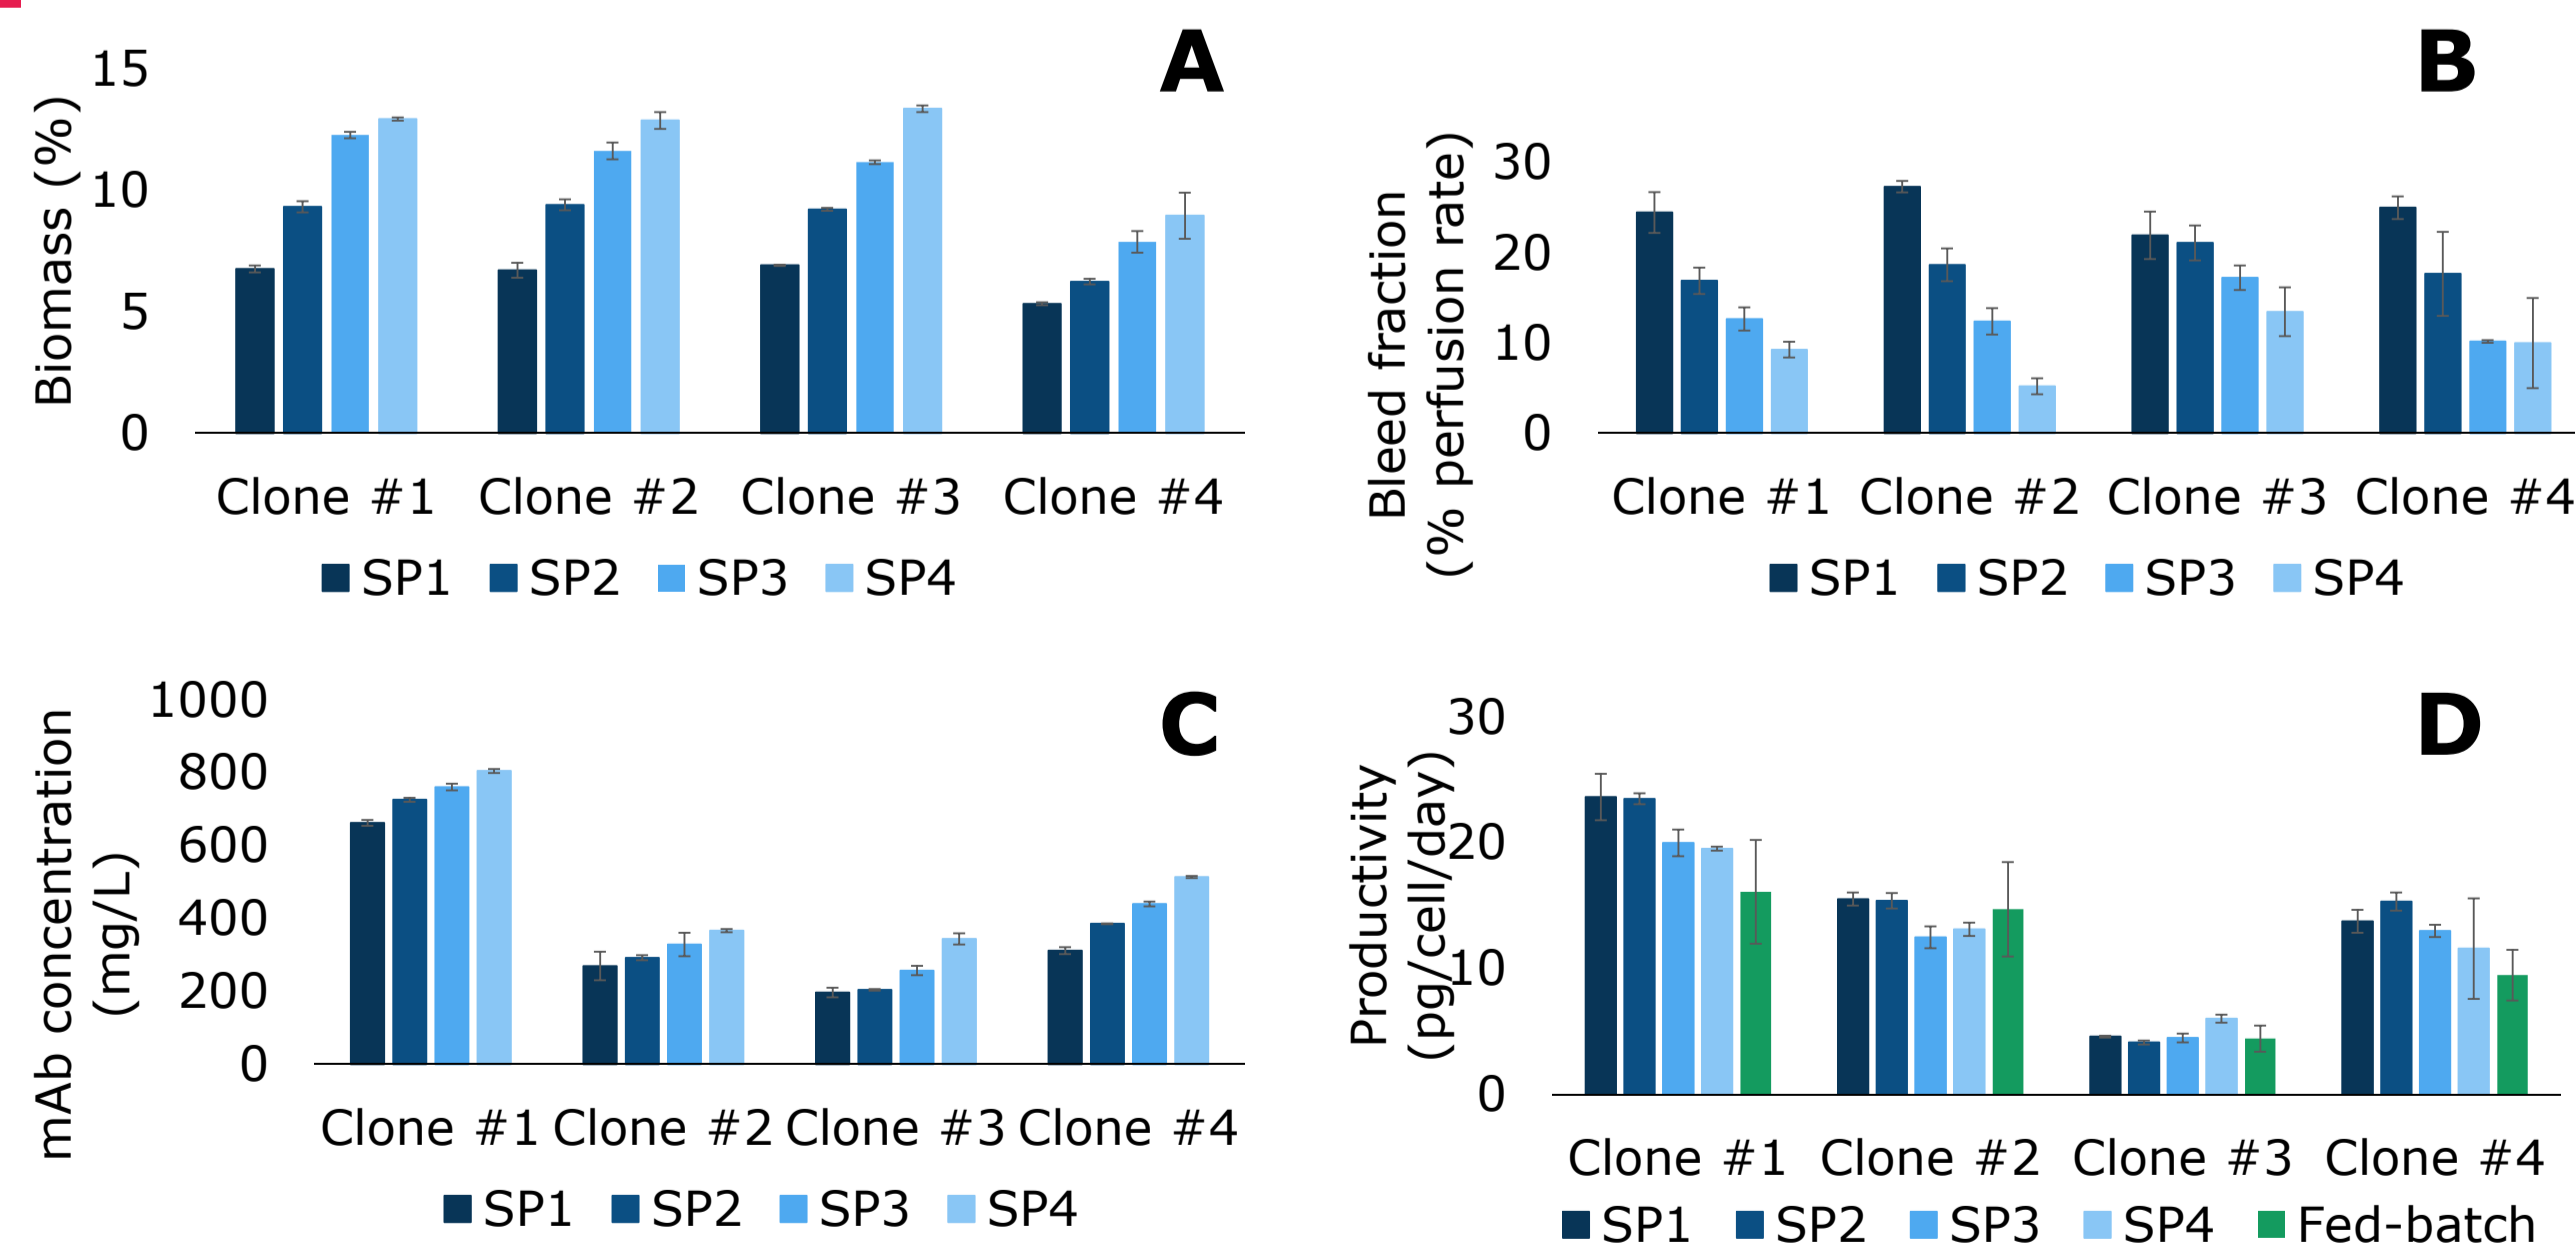 A
Biomass (%)
15
10
5
0
Clone #1 Clone #2 Clone #3 Clone #4
SP1 SP2 SP3 SP4
B
Bleed fraction
(% perfusion rate)
30
20
10
0
Clone #1 Clone #2 Clone #3 Clone #4
SP1 SP2 SP3 SP4
C
mAb concentration
(mg/L)
1000
800
600
400
200
0
Clone #1 Clone #2 Clone #3 Clone #4
SP1 SP2 SP3 SP4
D
Productivity
(pg/cell/day)
30
20
10
0
Clone #1 Clone #2 Clone #3 Clone #4
SP1 SP2 SP3 SP4 Fed-batch